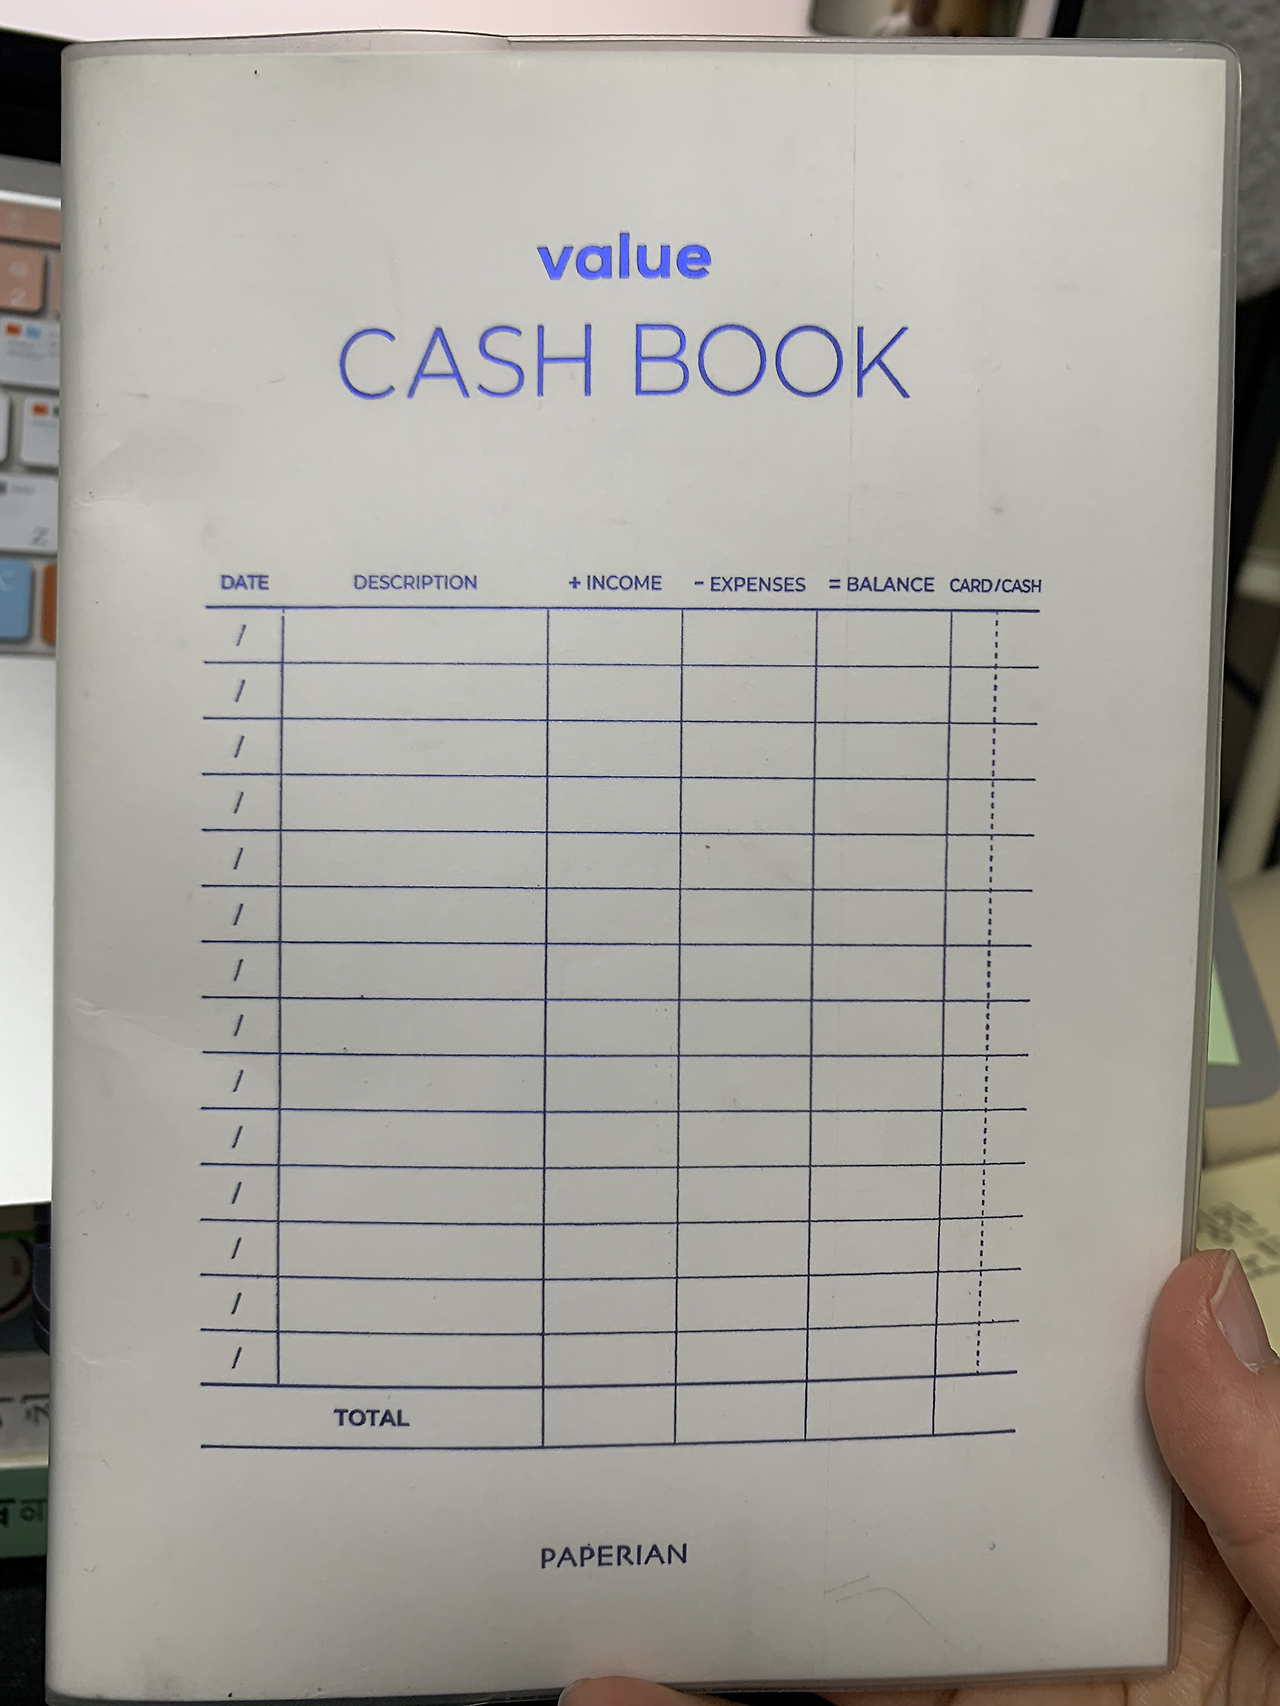 value
CASH BOOK
DATE DESCRIPTION + INCOME - EXPENSES = BALANCE CARD/CASH
/
/
/
/
/
/
/
/
/
/
/
/
/
/
TOTAL
PAPERIAN
Z